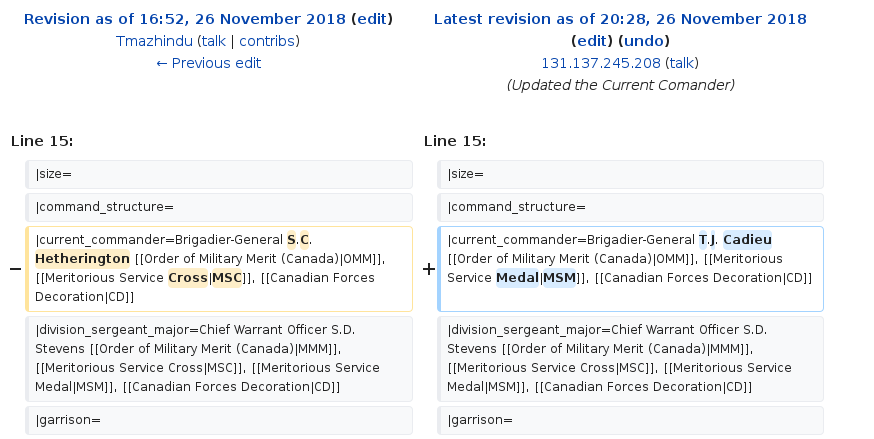 Revision as of 16:52, 26 November 2018 (edit)
Tmazhindu (talk | contribs)
← Previous edit
Latest revision as of 20:28, 26 November 2018
(edit) (undo)
131.137.245.208 (talk)
(Updated the Current Comander)
Line 15:
Line 15:
|size=
|size=
|command_structure=
|command_structure=
−
|current_commander=Brigadier-General S.C.
Hetherington [[Order of Military Merit (Canada)|OMM]],
[[Meritorious Service Cross|MSC]], [[Canadian Forces
Decoration|CD]]
+
|current_commander=Brigadier-General T.J. Cadieu
[[Order of Military Merit (Canada)|OMM]], [[Meritorious
Service Medal|MSM]], [[Canadian Forces Decoration|CD]]
|division_sergeant_major=Chief Warrant Officer S.D.
Stevens [[Order of Military Merit (Canada)|MMM]],
[[Meritorious Service Cross|MSC]], [[Meritorious Service
Medal|MSM]], [[Canadian Forces Decoration|CD]]
|division_sergeant_major=Chief Warrant Officer S.D.
Stevens [[Order of Military Merit (Canada)|MMM]],
[[Meritorious Service Cross|MSC]], [[Meritorious Service
Medal|MSM]], [[Canadian Forces Decoration|CD]]
|garrison=
|garrison=